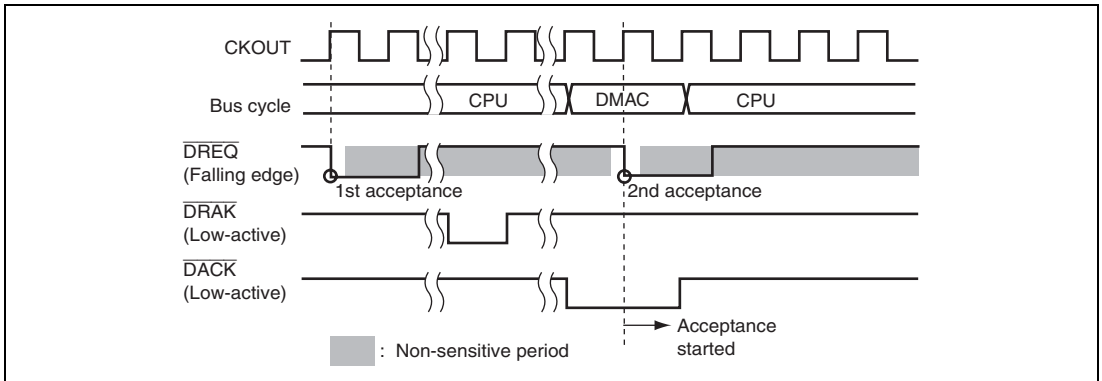 CKOUT
Bus cycle CPU DMAC CPU
DREQ
(Falling edge)
1st acceptance 2nd acceptance
DRAK
(Low-active)
DACK
(Low-active)
Acceptance
started
: Non-sensitive period